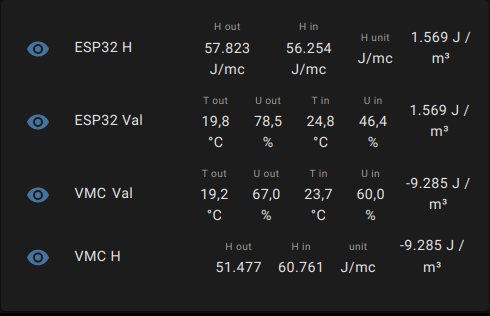 H out H in
ESP32 H 57.823 56.254 H unit 1.569 J /
J/mc J/mc J/mc m³
T out U out T in U in
ESP32 Val 19,8 78,5 24,8 46,4 1.569 J /
°C % °C % m³
T out U out T in U in
VMC Val 19,2 67,0 23,7 60,0 -9.285 J /
°C % °C % m³
H out H in unit -9.285 J /
VMC H 51.477 60.761 J/mc m³